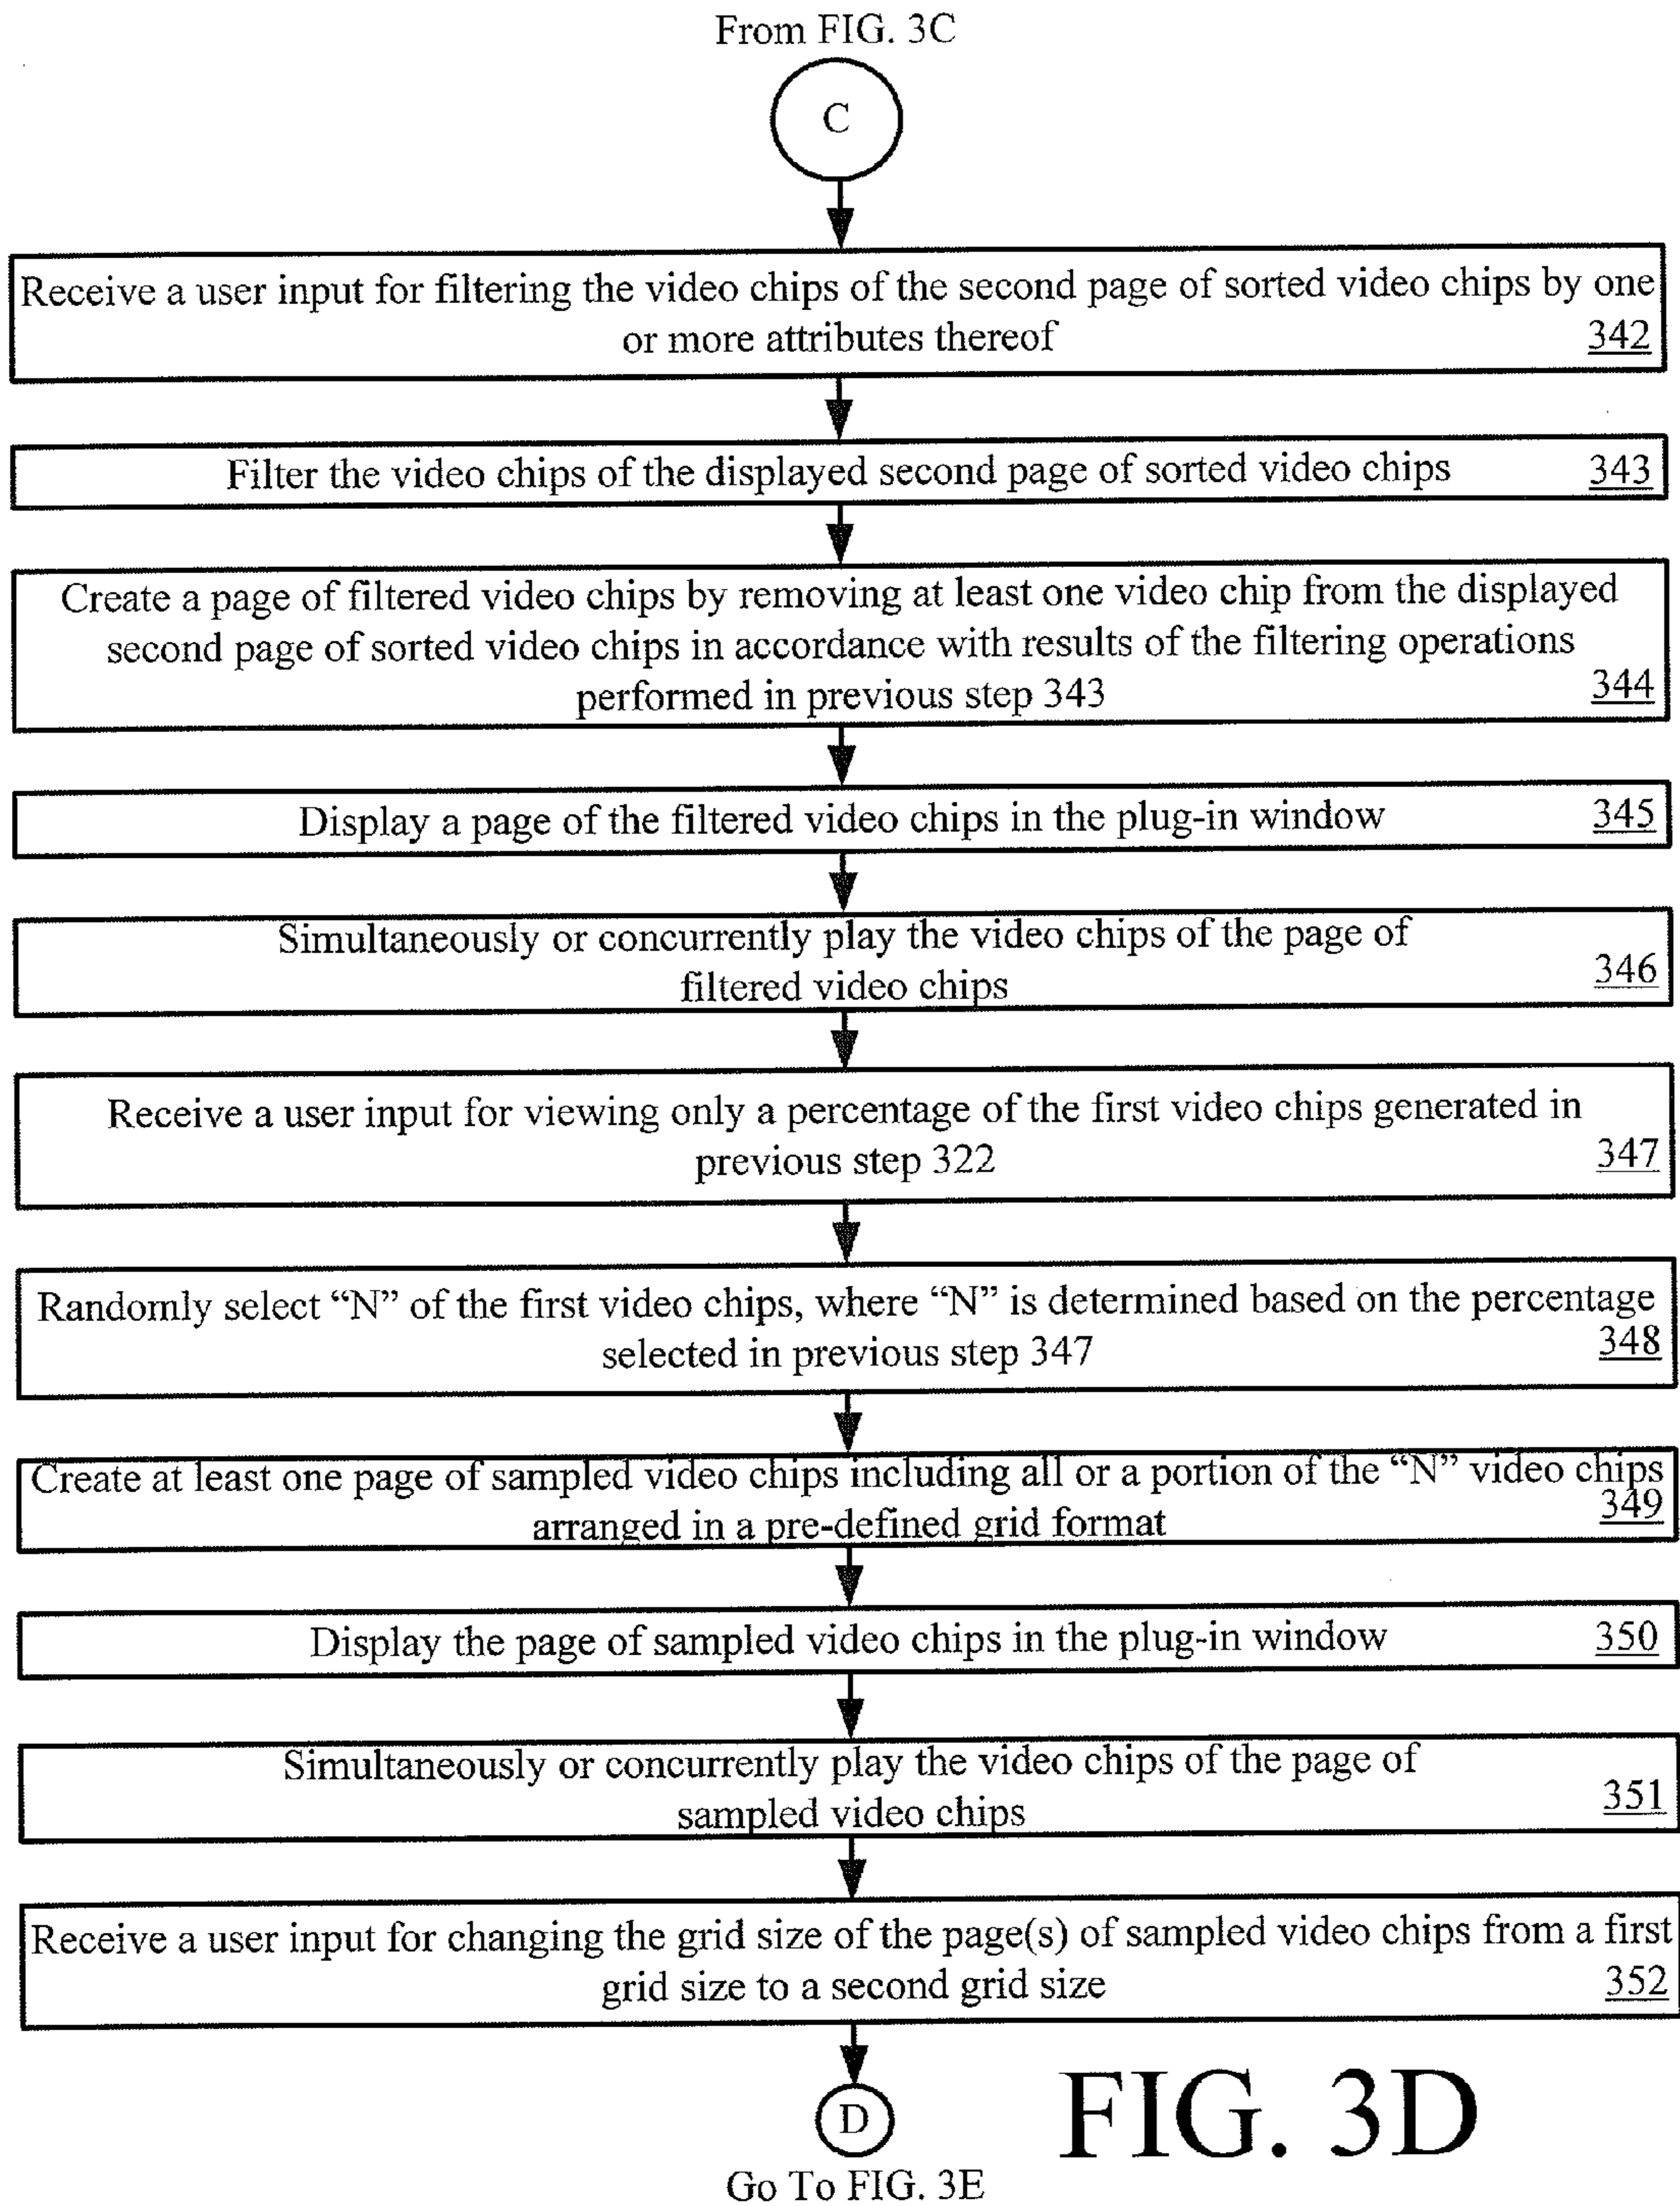 From FIG. 3C
C
Receive a user input for filtering the video chips of the second page of sorted video chips by one
or more attributes thereof
342
Filter the video chips of the displayed second page of sorted video chips
343
Create a page of filtered video chips by removing at least one video chip from the displayed
second page of sorted video chips in accordance with results of the filtering operations
performed in previous step 343
344
Display a page of the filtered video chips in the plug-in window
345
Simultaneously or concurrently play the video chips of the page of
filtered video chips
346
Receive a user input for viewing only a percentage of the first video chips generated in
previous step 322
347
Randomly select “N” of the first video chips, where “N” is determined based on the percentage
selected in previous step 347
348
Create at least one page of sampled video chips including all or a portion of the “N” video chips
arranged in a pre-defined grid format
349
Display the page of sampled video chips in the plug-in window
350
Simultaneously or concurrently play the video chips of the page of
sampled video chips
351
Receive a user input for changing the grid size of the page(s) of sampled video chips from a first
grid size to a second grid size
352
D
FIG. 3D
Go To FIG. 3E